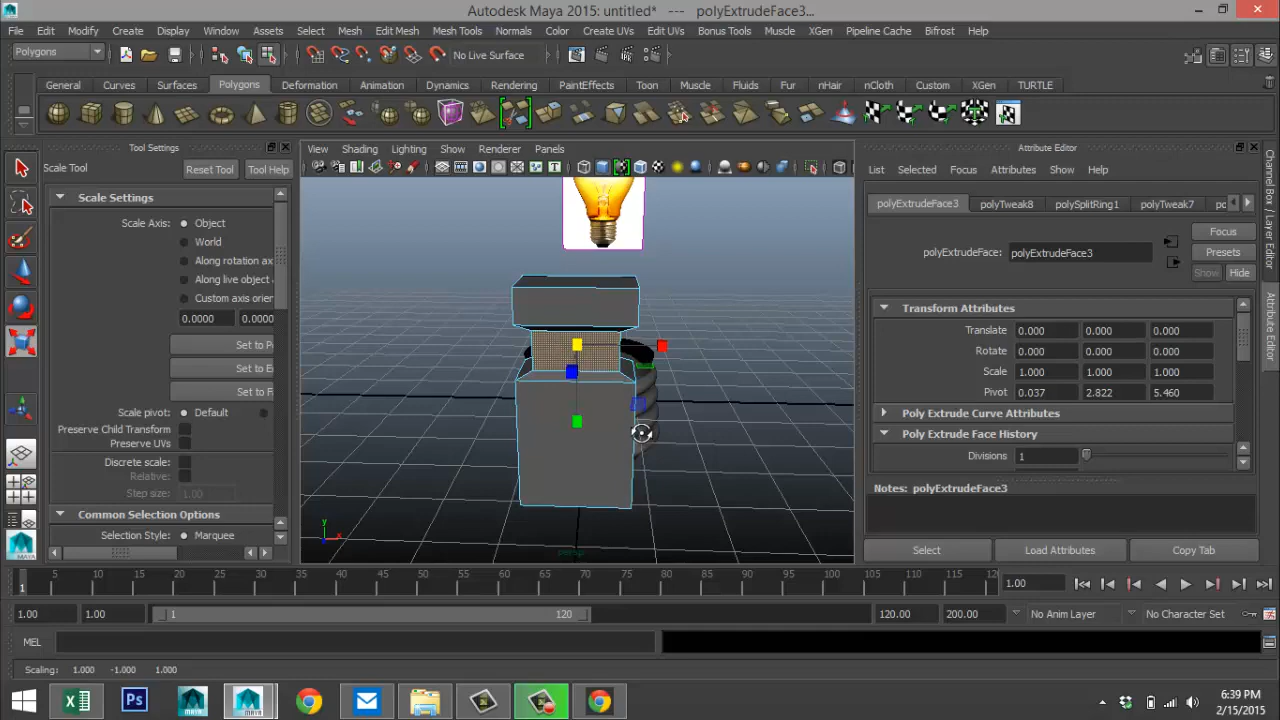 Autodesk Maya 2015: untitled* --- polyExtrudeFace3...
File Edit Modify Create Display Window Assets Select Mesh Edit Mesh Mesh Tools Normals Color Create UVs Edit UVs Bonus Tools Muscle XGen Pipeline Cache Bifrost Help
Polygons No Live Surface
General Curves Surfaces Polygons Deformation Animation Dynamics Rendering PaintEffects Toon Muscle Fluids Fur nHair nCloth Custom XGen TURTLE
Tool Settings
Scale Tool Reset Tool Tool Help
Scale Settings
Scale Axis: Object
World
Along rotation ax
Along live object
Custom axis orien
0.0000 0.0000
Set to P
Set to E
Set to F
Scale pivot: Default
Preserve Child Transform
Preserve UVs
Discrete scale:
Relative:
Step size: 1.00
Common Selection Options
Selection Style: Marquee
View Shading Lighting Show Renderer Panels
y
x
persp
Attribute Editor
List Selected Focus Attributes Show Help
polyExtrudeFace3 polyTweak8 polySplitRing1 polyTweak7 pc
Focus
polyExtrudeFace: polyExtrudeFace3 Presets
Show Hide
Transform Attributes
Translate 0.000 0.000 0.000
Rotate 0.000 0.000 0.000
Scale 1.000 1.000 1.000
Pivot 0.037 2.822 5.460
Poly Extrude Curve Attributes
Poly Extrude Face History
Divisions 1
Notes: polyExtrudeFace3
Select Load Attributes Copy Tab
Channel Box / Layer Editor
Attribute Editor
1 5 10 15 20 25 30 35 40 45 50 55 60 65 70 75 80 85 90 95 100 105 110 115 120 1.00
1.00 1.00 1 120 120.00 200.00 No Anim Layer No Character Set
MEL
Scaling: 1.000 -1.000 1.000
6:39 PM
2/15/2015